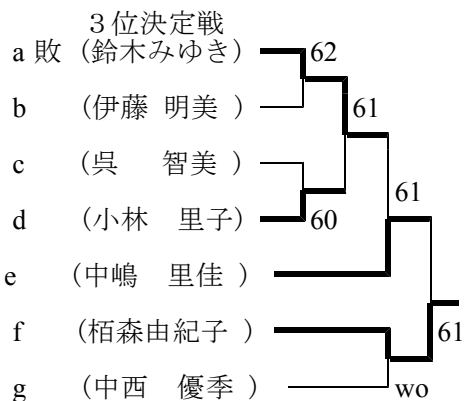 3位決定戦
a 敗 (鈴木みゆき) 62
b (伊藤 明美 )
61
c (呉 智美 )
61
d (小林 里子) 60
e (中嶋 里佳 )
f (栢森由紀子 )
61
g (中西 優季 ) wo